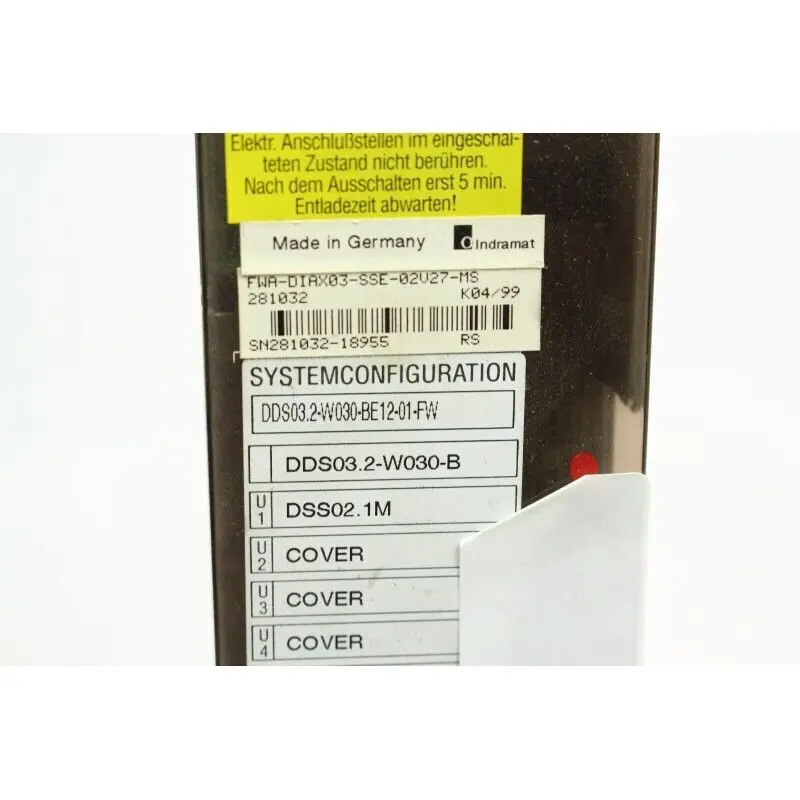 Elektr. Anschlußstellen im eingeschal-
teten Zustand nicht berühren.
Nach dem Ausschalten erst 5 min.
Entladezeit abwarten!
Made in Germany Indramat
FWA-DIAX03-SSE-02V27-MS
281032 K04/99
SN281032-18955 RS
SYSTEMCONFIGURATION
DDS03.2-W030-BE12-01-FW
DDS03.2-W030-B
U1 DSS02.1M
U2 COVER
U3 COVER
U4 COVER